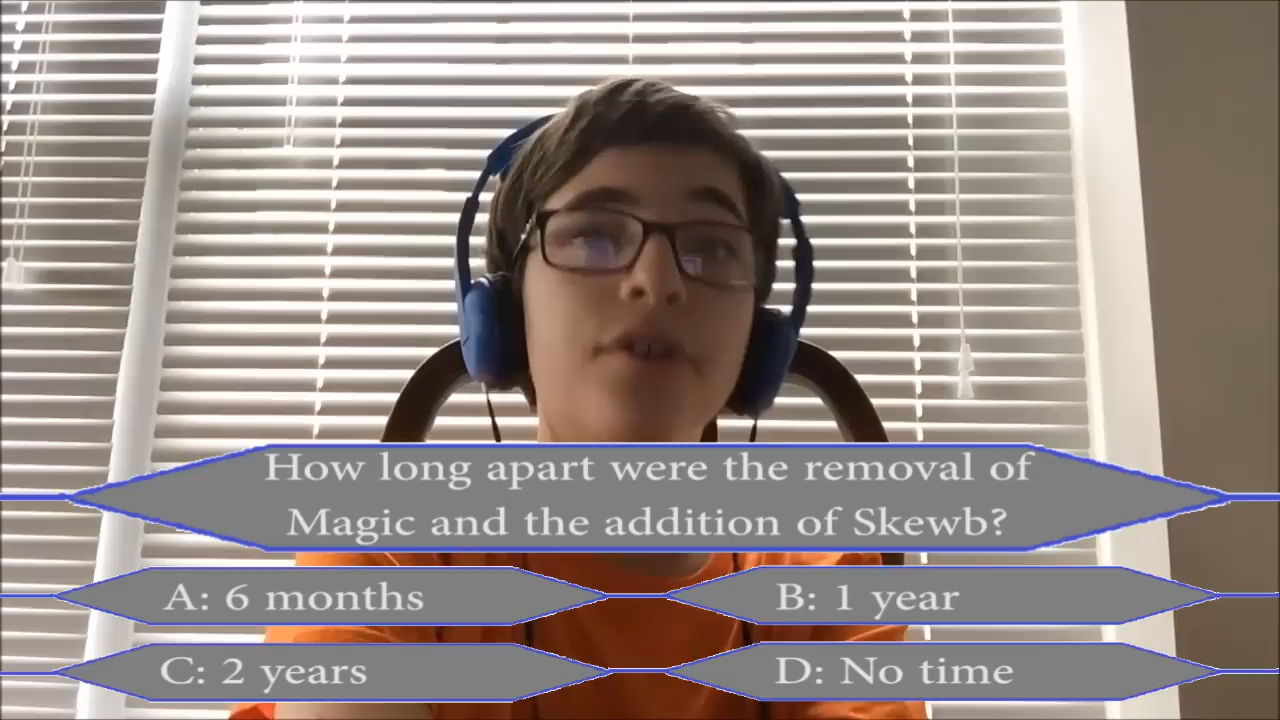 How long apart were the removal of
Magic and the addition of Skewb?
A: 6 months
B: 1 year
C: 2 years
D: No time